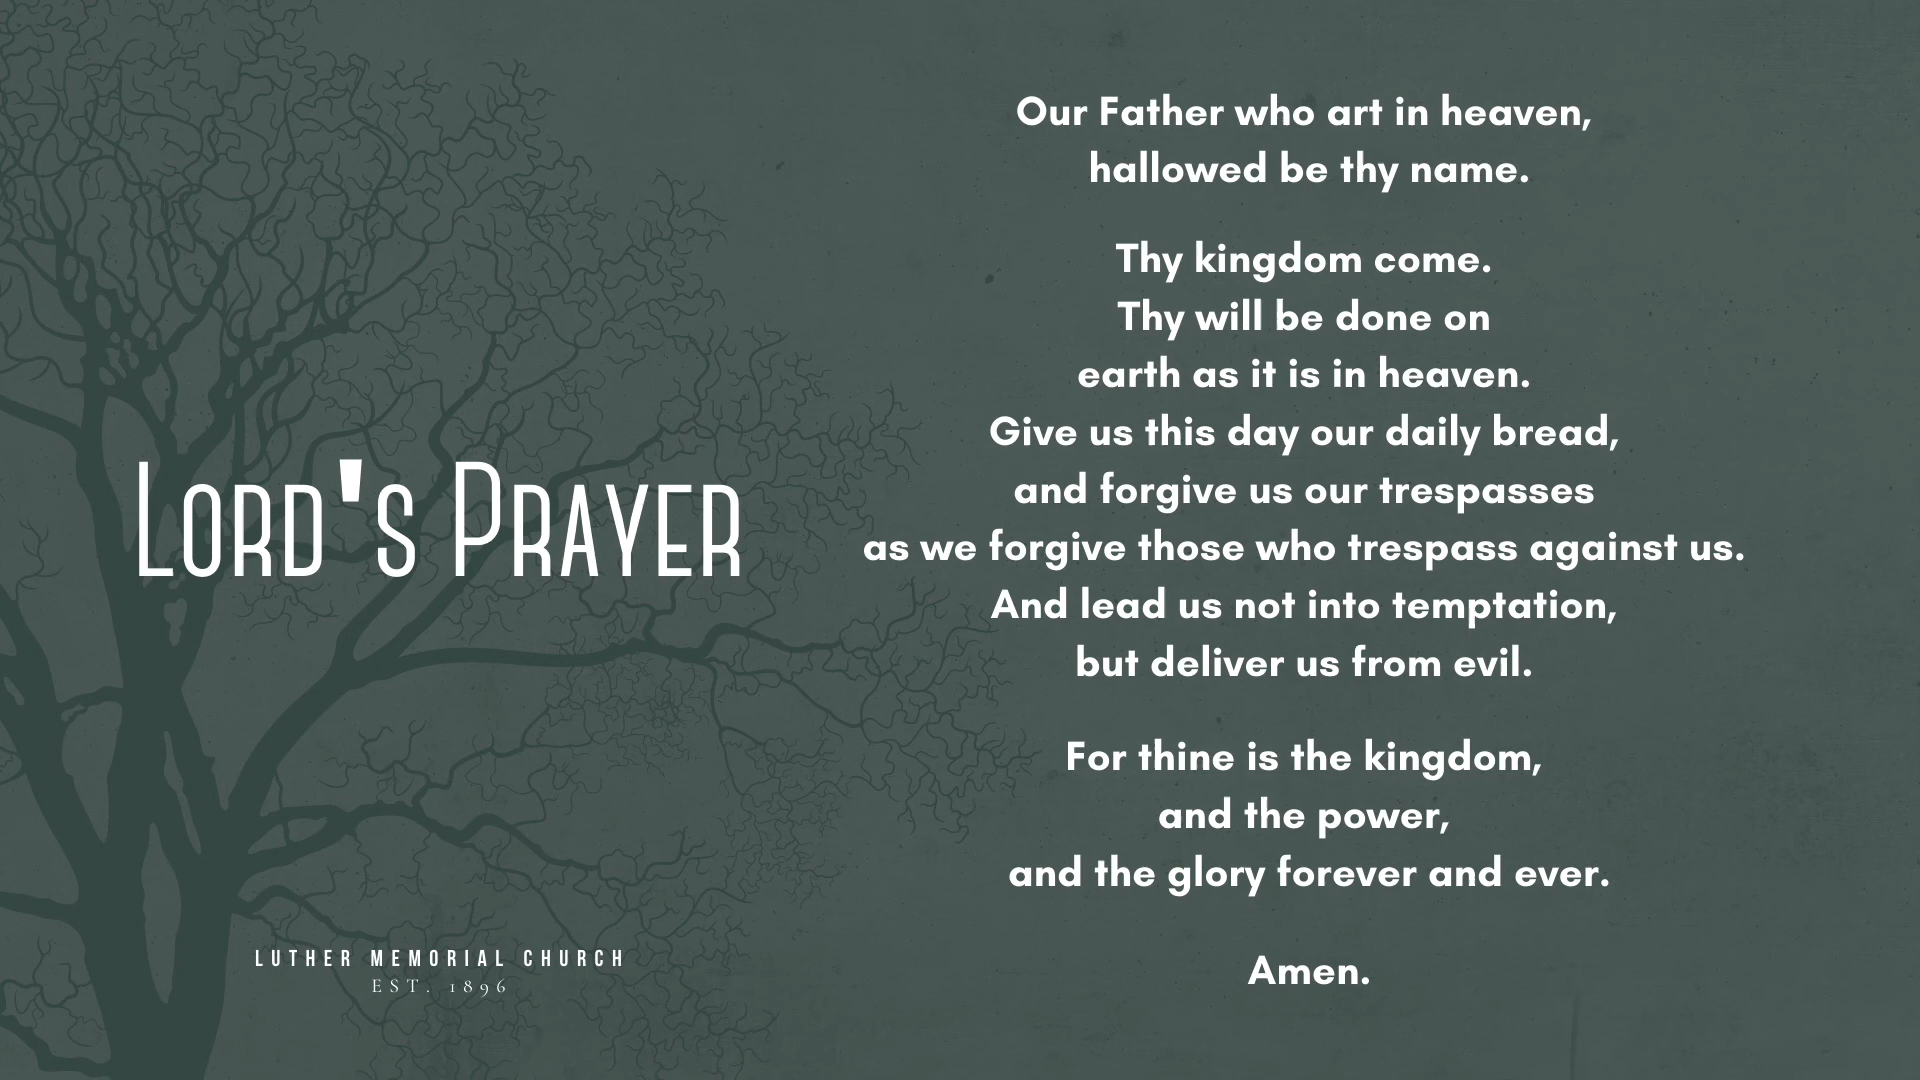 Lord's Prayer
LUTHER MEMORIAL CHURCH
EST. 1896
Our Father who art in heaven,
hallowed be thy name.
Thy kingdom come.
Thy will be done on
earth as it is in heaven.
Give us this day our daily bread,
and forgive us our trespasses
as we forgive those who trespass against us.
And lead us not into temptation,
but deliver us from evil.
For thine is the kingdom,
and the power,
and the glory forever and ever.
Amen.